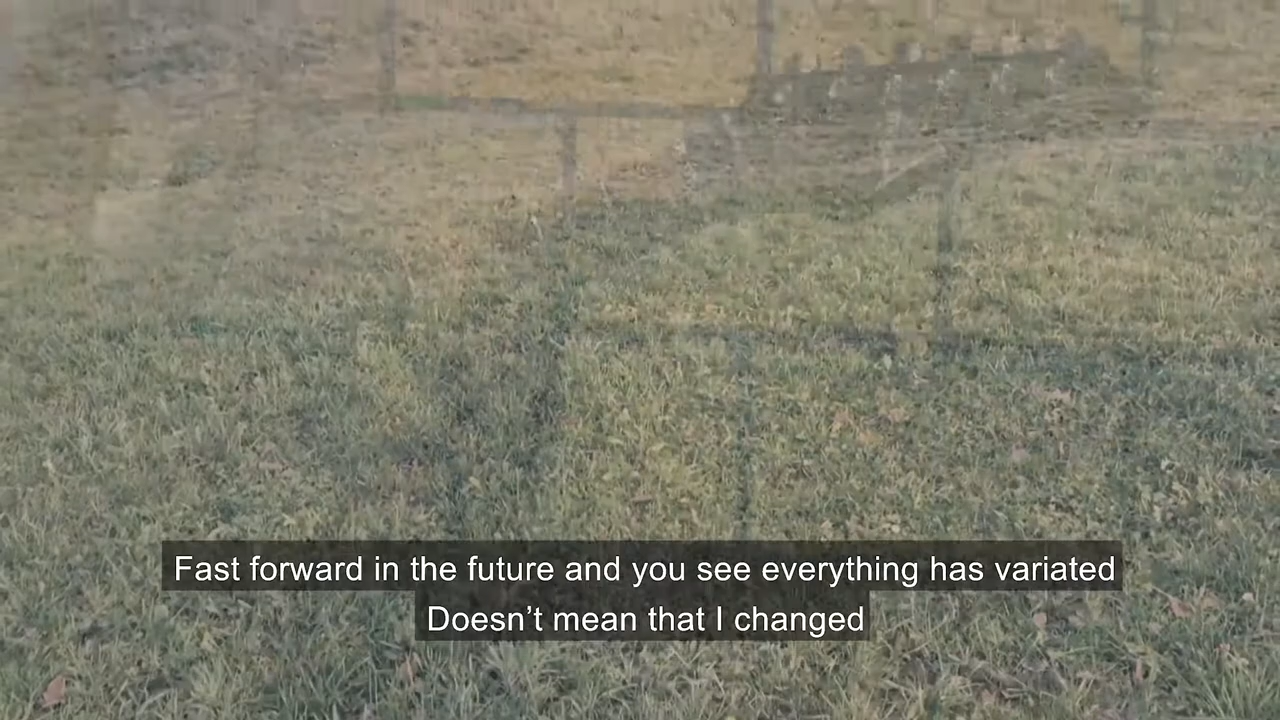 Fast forward in the future and you see everything has variated
Doesn’t mean that I changed